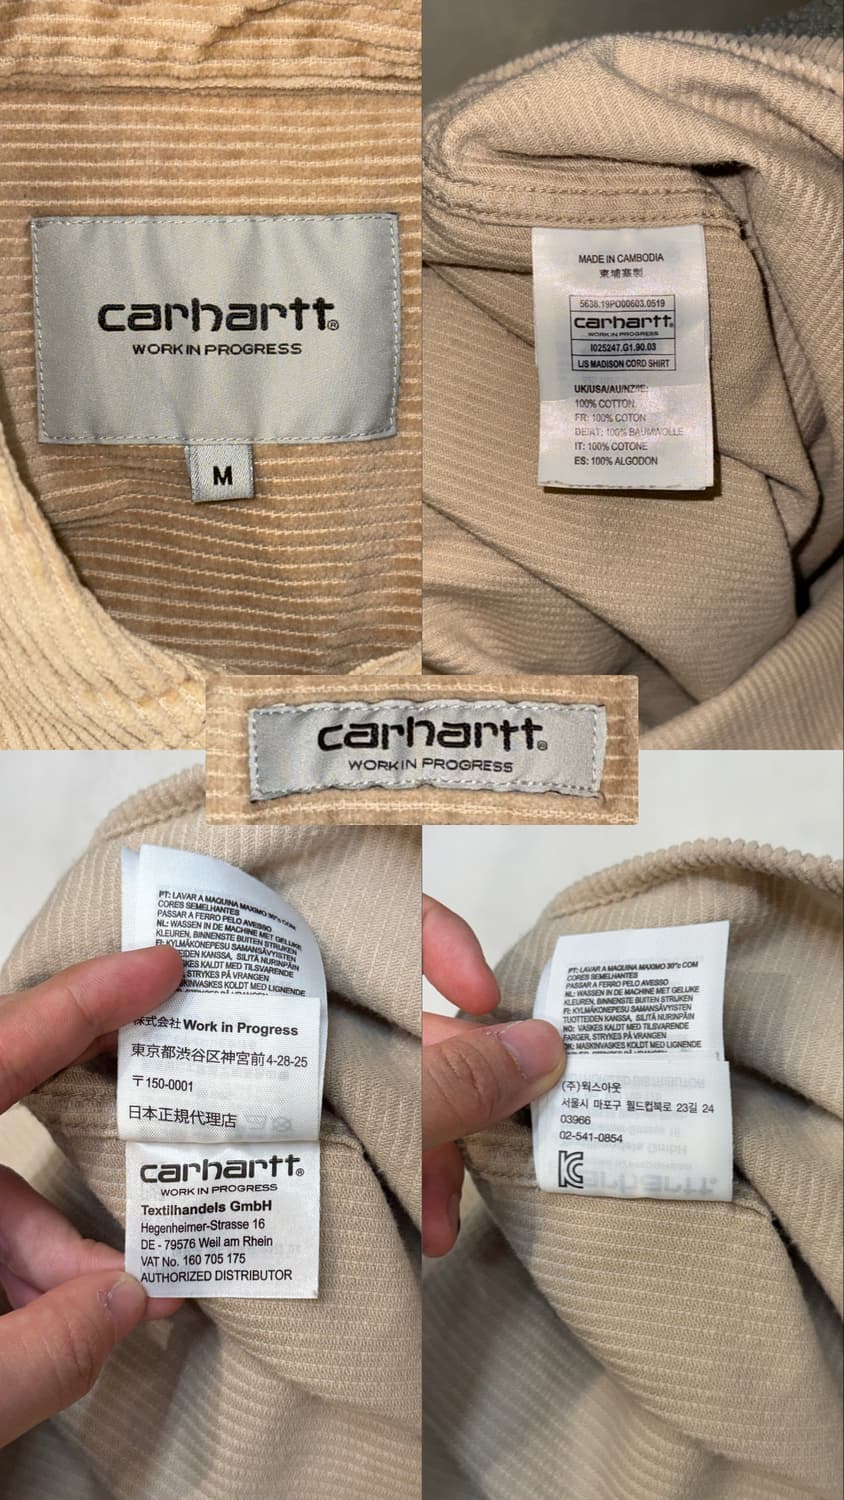 carhartt®
WORK IN PROGRESS
M
MADE IN CAMBODIA
柬埔寨製
5638.19PO00603.0519
carhartt®
WORK IN PROGRESS
I025247.G1.90.03
L/S MADISON CORD SHIRT
UK/USA/AU/NZ/IE:
100% COTTON
FR: 100% COTON
DE/AT: 100% BAUMWOLLE
IT: 100% COTONE
ES: 100% ALGODON
carhartt®
WORK IN PROGRESS
PT: LAVAR A MAQUINA MAXIMO 30°c COM
CORES SEMELHANTES
PASSAR A FERRO PELO AVESSO
NL: WASSEN IN DE MACHINE MET GELIJKE
KLEUREN, BINNENSTE BUITEN STRIJKEN
FI: KYLMÄKONEPESU SAMANSÄVYISTEN
SILITÄ NURINPÄIN
KALDT MED TILSVARENDE
STRYKES PÅ VRANGEN
KOLDT MED LIGNENDE
株式会社 Work in Progress
東京都渋谷区神宮前4-28-25
〒150-0001
日本正規代理店
carhartt®
WORK IN PROGRESS
Textilhandels GmbH
Hegenheimer-Strasse 16
DE - 79576 Weil am Rhein
VAT No. 160 705 175
AUTHORIZED DISTRIBUTOR
PT: LAVAR A MAQUINA MAXIMO 30°c COM
CORES SEMELHANTES
PASSAR A FERRO PELO AVESSO
NL: WASSEN IN DE MACHINE MET GELIJKE
KLEUREN, BINNENSTE BUITEN STRIJKEN
FI: KYLMÄKONEPESU SAMANSÄVYISTEN
TUOTTEIDEN KANSSA, SILITÄ NURINPÄIN
NO: VASKES KALDT MED TILSVARENDE
FARGER, STRYKES PÅ VRANGEN
DK: MASKINVASKES KOLDT MED LIGNENDE
(주)웍스아웃
서울시 마포구 월드컵북로 23길 24
03966
02-541-0854